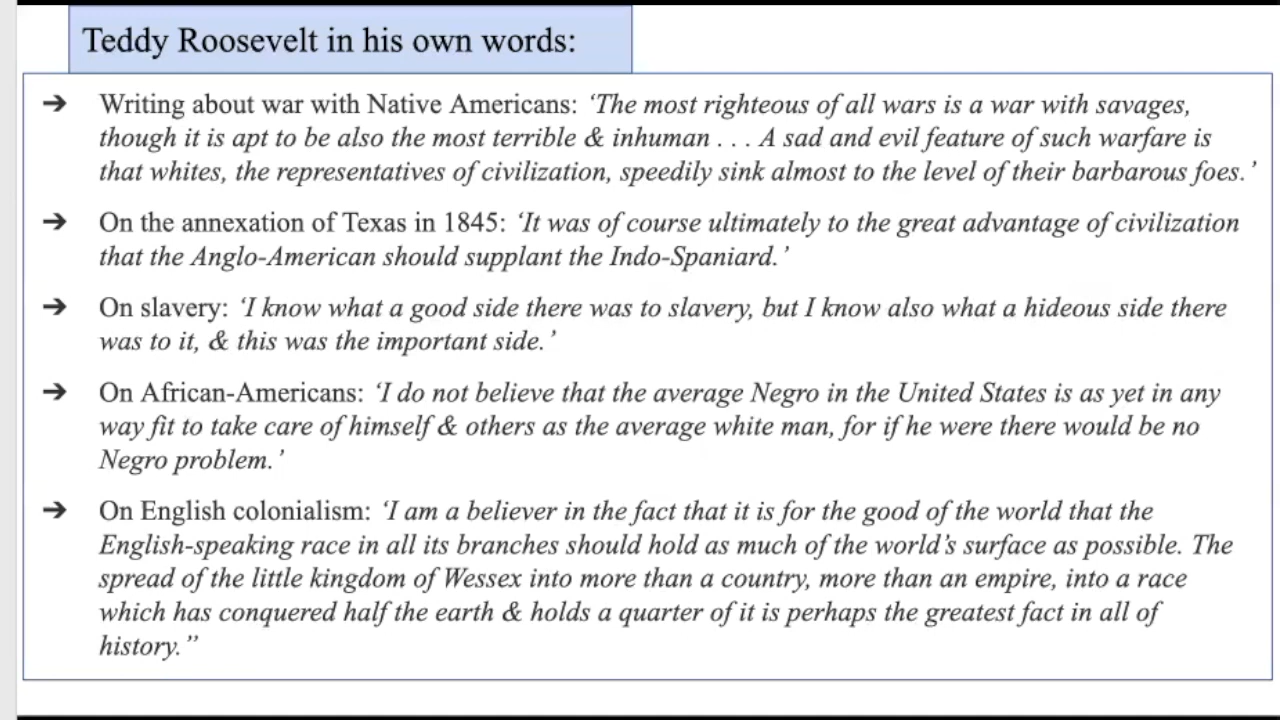 Teddy Roosevelt in his own words:
➔ Writing about war with Native Americans: ‘The most righteous of all wars is a war with savages,
though it is apt to be also the most terrible & inhuman . . . A sad and evil feature of such warfare is
that whites, the representatives of civilization, speedily sink almost to the level of their barbarous foes.’
➔ On the annexation of Texas in 1845: ‘It was of course ultimately to the great advantage of civilization
that the Anglo-American should supplant the Indo-Spaniard.’
➔ On slavery: ‘I know what a good side there was to slavery, but I know also what a hideous side there
was to it, & this was the important side.’
➔ On African-Americans: ‘I do not believe that the average Negro in the United States is as yet in any
way fit to take care of himself & others as the average white man, for if he were there would be no
Negro problem.’
➔ On English colonialism: ‘I am a believer in the fact that it is for the good of the world that the
English-speaking race in all its branches should hold as much of the world’s surface as possible. The
spread of the little kingdom of Wessex into more than a country, more than an empire, into a race
which has conquered half the earth & holds a quarter of it is perhaps the greatest fact in all of
history.”